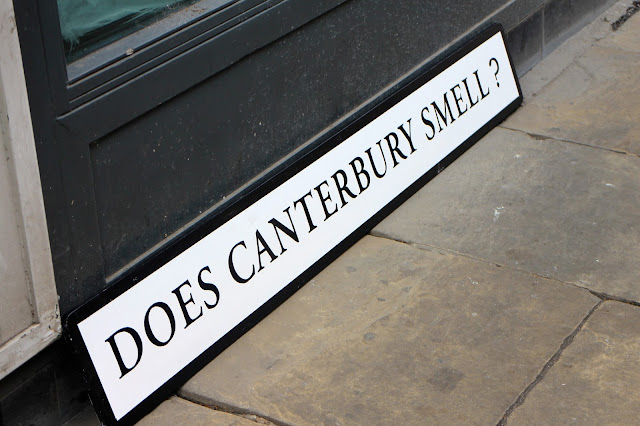 DOES CANTERBURY SMELL ?